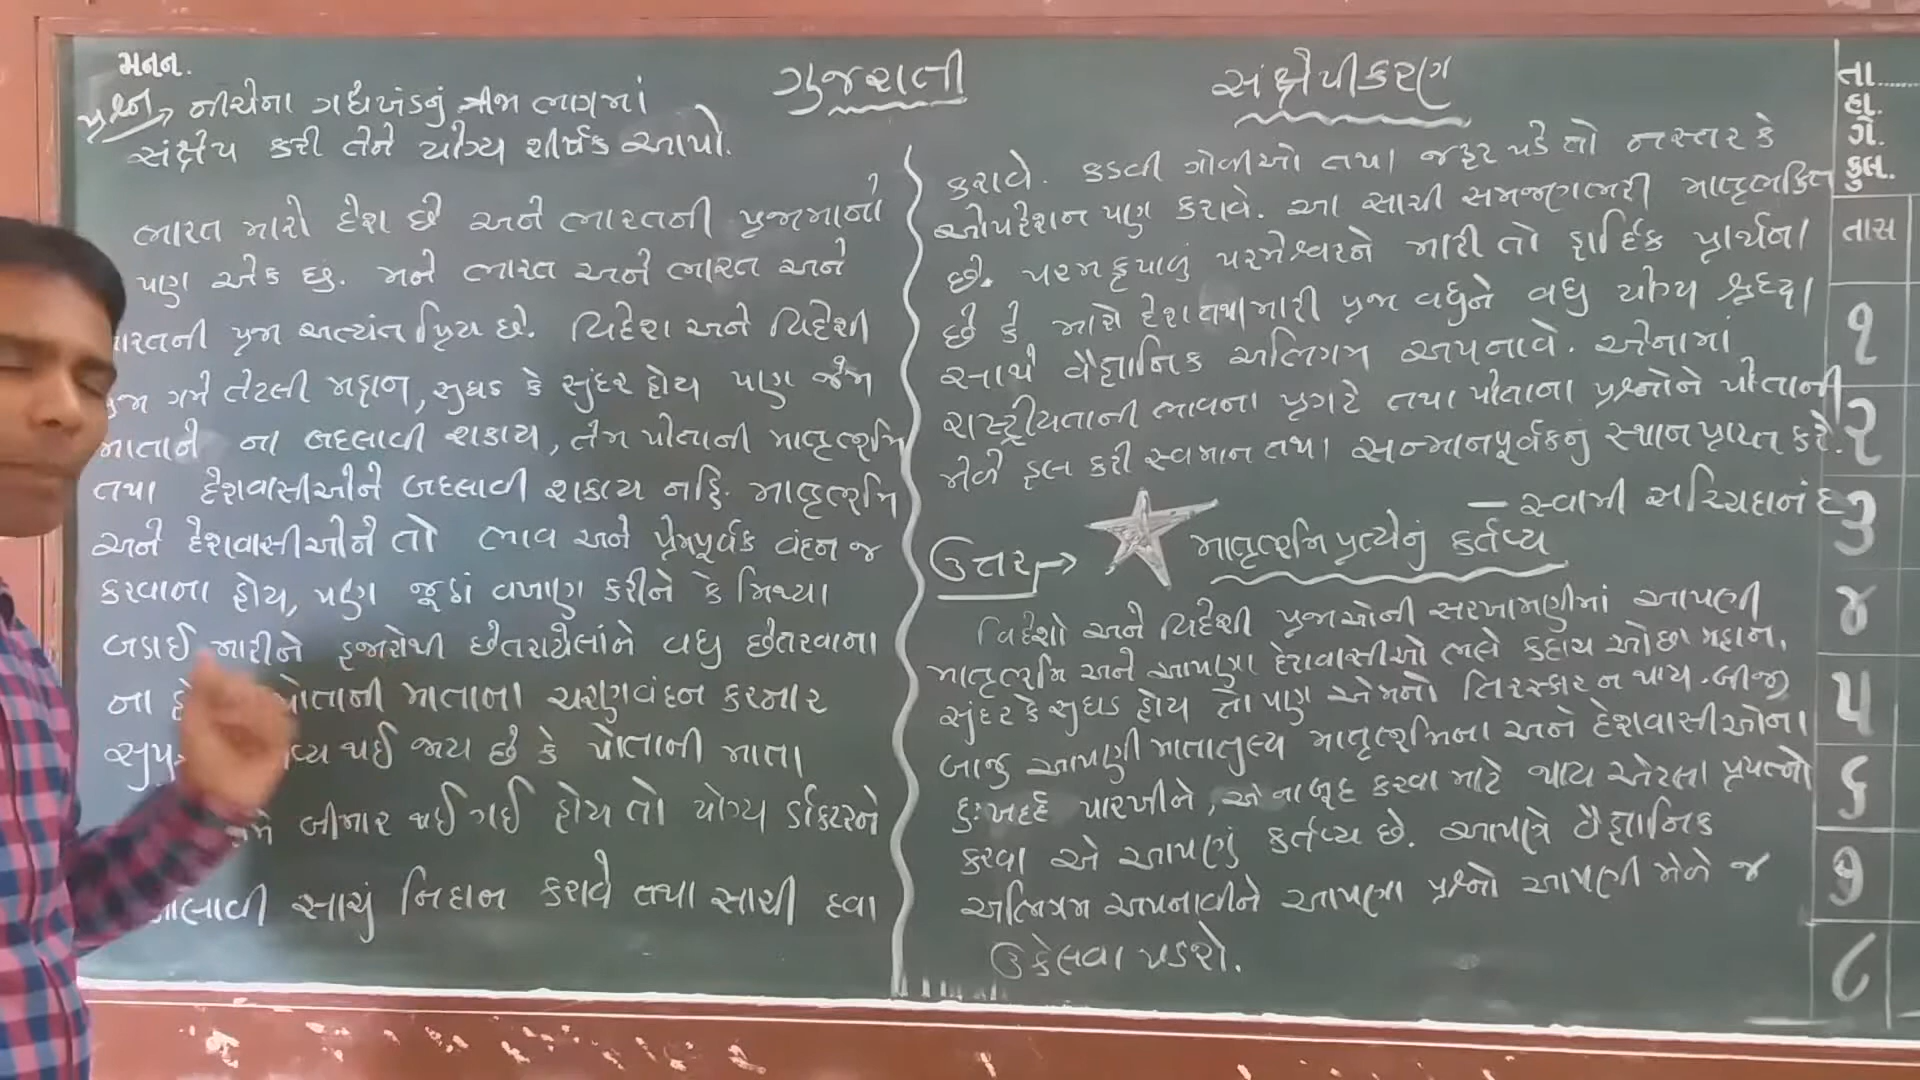 મનન.
ગુજરાતી
સંક્ષેપીકરણ
પ્રશ્ન → નીચેના ગદ્યખંડનું ત્રીજા ભાગમાં
સંક્ષેપ કરી તેને યોગ્ય શીર્ષક આપો.
ભારત મારો દેશ છે અને ભારતની પ્રજામાનો
પણ એક છું. મને ભારત અને ભારત અને
ારતની પ્રજા અત્યંત પ્રિય છે. વિદેશ અને વિદેશી
ગમે તેટલી મહાન, સુઘડ કે સુંદર હોય પણ જેમ
માતાને ના બદલાવી શકાય, તેમ પોતાની માતૃભૂમિ
તથા દેશવાસીઓને બદલાવી શકાય નહિ. માતૃભૂમિ
અને દેશવાસીઓને તો ભાવ અને પ્રેમપૂર્વક વંદન જ
કરવાના હોય, પણ જૂઠાં વખાણ કરીને કે મિથ્યા
બડાઈ મારીને હજારોથી છેતરાયેલાંને વધુ છેતરવાના
ના પોતાની માતાના ચરણવંદન કરનાર
થઈ જાય છે કે પોતાની માતા
બીમાર થઈ ગઈ હોય તો યોગ્ય ડૉક્ટરને
સાચું નિદાન કરાવે તથા સાચી દવા
કરાવે. કડવી ગોળીઓ તથા જરૂર પડે તો નસ્તર કે
ઓપરેશન પણ કરાવે. આ સાચી સમજણભરી માતૃભક્તિ
છે. પરમ કૃપાળુ પરમેશ્વરને મારી તો હાર્દિક પ્રાર્થના
છે કે મારો દેશ તથા મારી પ્રજા વધુને વધુ યોગ્ય શ્રદ્ધા
સાથે વૈજ્ઞાનિક અભિગમ અપનાવે. એનામાં
રાષ્ટ્રીયતાની ભાવના પ્રગટે તથા પોતાના પ્રશ્નોને પોતાની
મેળે હલ કરી સ્વમાન તથા સન્માનપૂર્વકનું સ્થાન પ્રાપ્ત કરે.
– સ્વામી સચ્ચિદાનંદ
ઉત્તર → માતૃભૂમિ પ્રત્યેનું કર્તવ્ય
વિદેશો અને વિદેશી પ્રજાઓની સરખામણીમાં આપણી
માતૃભૂમિ અને આપણા દેશવાસીઓ ભલે કદાચ ઓછા મહાન,
સુંદર કે સુઘડ હોય તો પણ એમનો તિરસ્કાર ન થાય. બીજી
બાજુ આપણી માતાતુલ્ય માતૃભૂમિના અને દેશવાસીઓના
દુઃખદર્દ પારખીને, એ નાબૂદ કરવા માટે થાય એટલા પ્રયત્નો
કરવા એ આપણું કર્તવ્ય છે. આપણે વૈજ્ઞાનિક
અભિગમ અપનાવીને આપણા પ્રશ્નો આપણી મેળે જ
ઉકેલવા પડશે.
તા.....
હા.
ગે.
કુલ.
તાસ
૧
૨
૩
૪
૫
૬
૭
૮